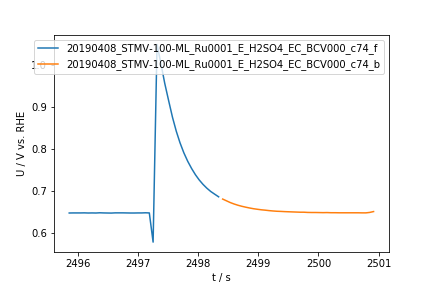 20190408_STMV-100-ML_Ru0001_E_H2SO4_EC_BCV000_c74_f
20190408_STMV-100-ML_Ru0001_E_H2SO4_EC_BCV000_c74_b
0.9
0.8
0.7
0.6
U / V vs. RHE
2496 2497 2498 2499 2500 2501
t / s